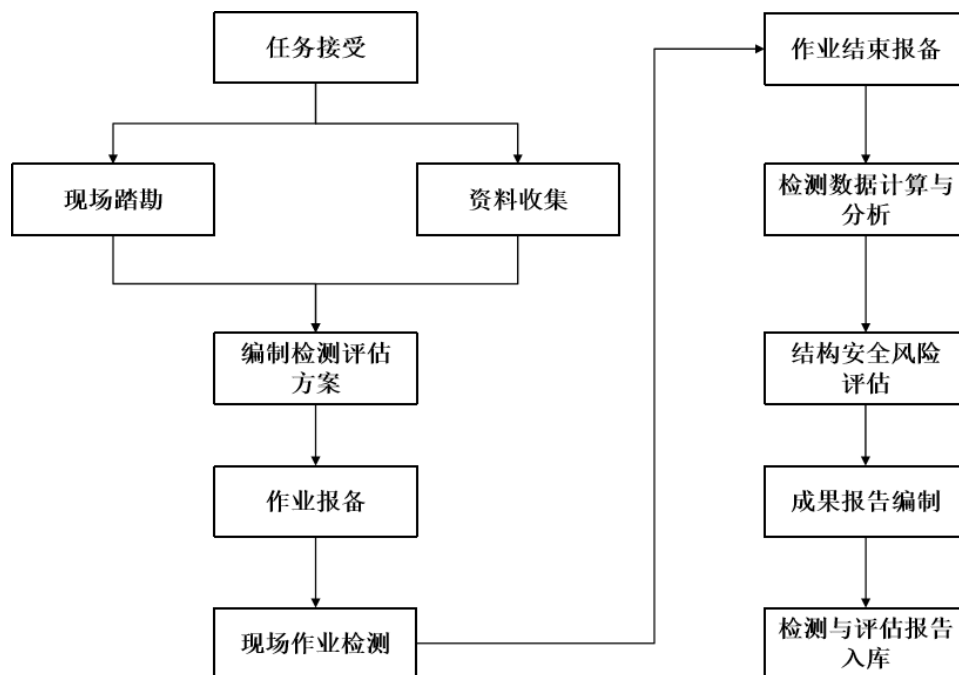 任务接受
现场踏勘
资料收集
编制检测评估
方案
作业报备
现场作业检测
作业结束报备
检测数据计算与
分析
结构安全风险
评估
成果报告编制
检测与评估报告
入库